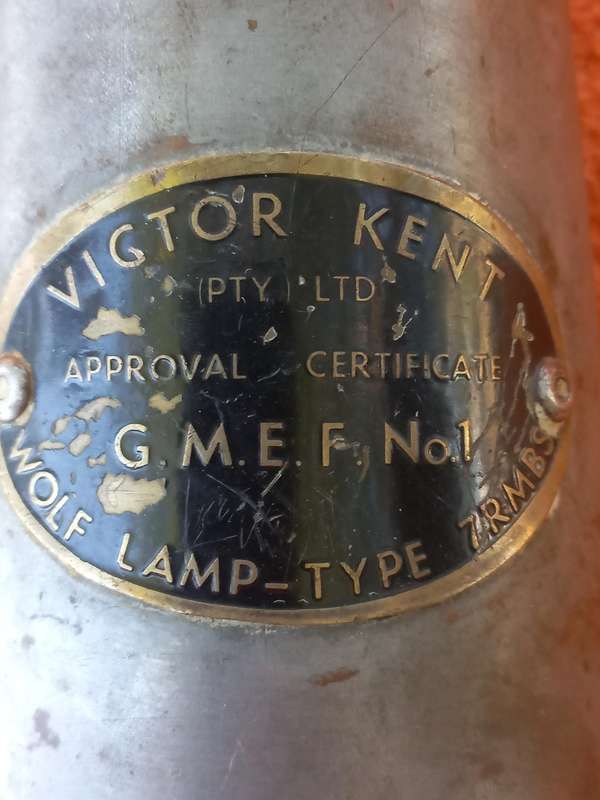 VICTOR KENT
(PTY) LTD
APPROVAL CERTIFICATE
G. M. E. F. No.1
WOLF LAMP-TYPE 7RMBS